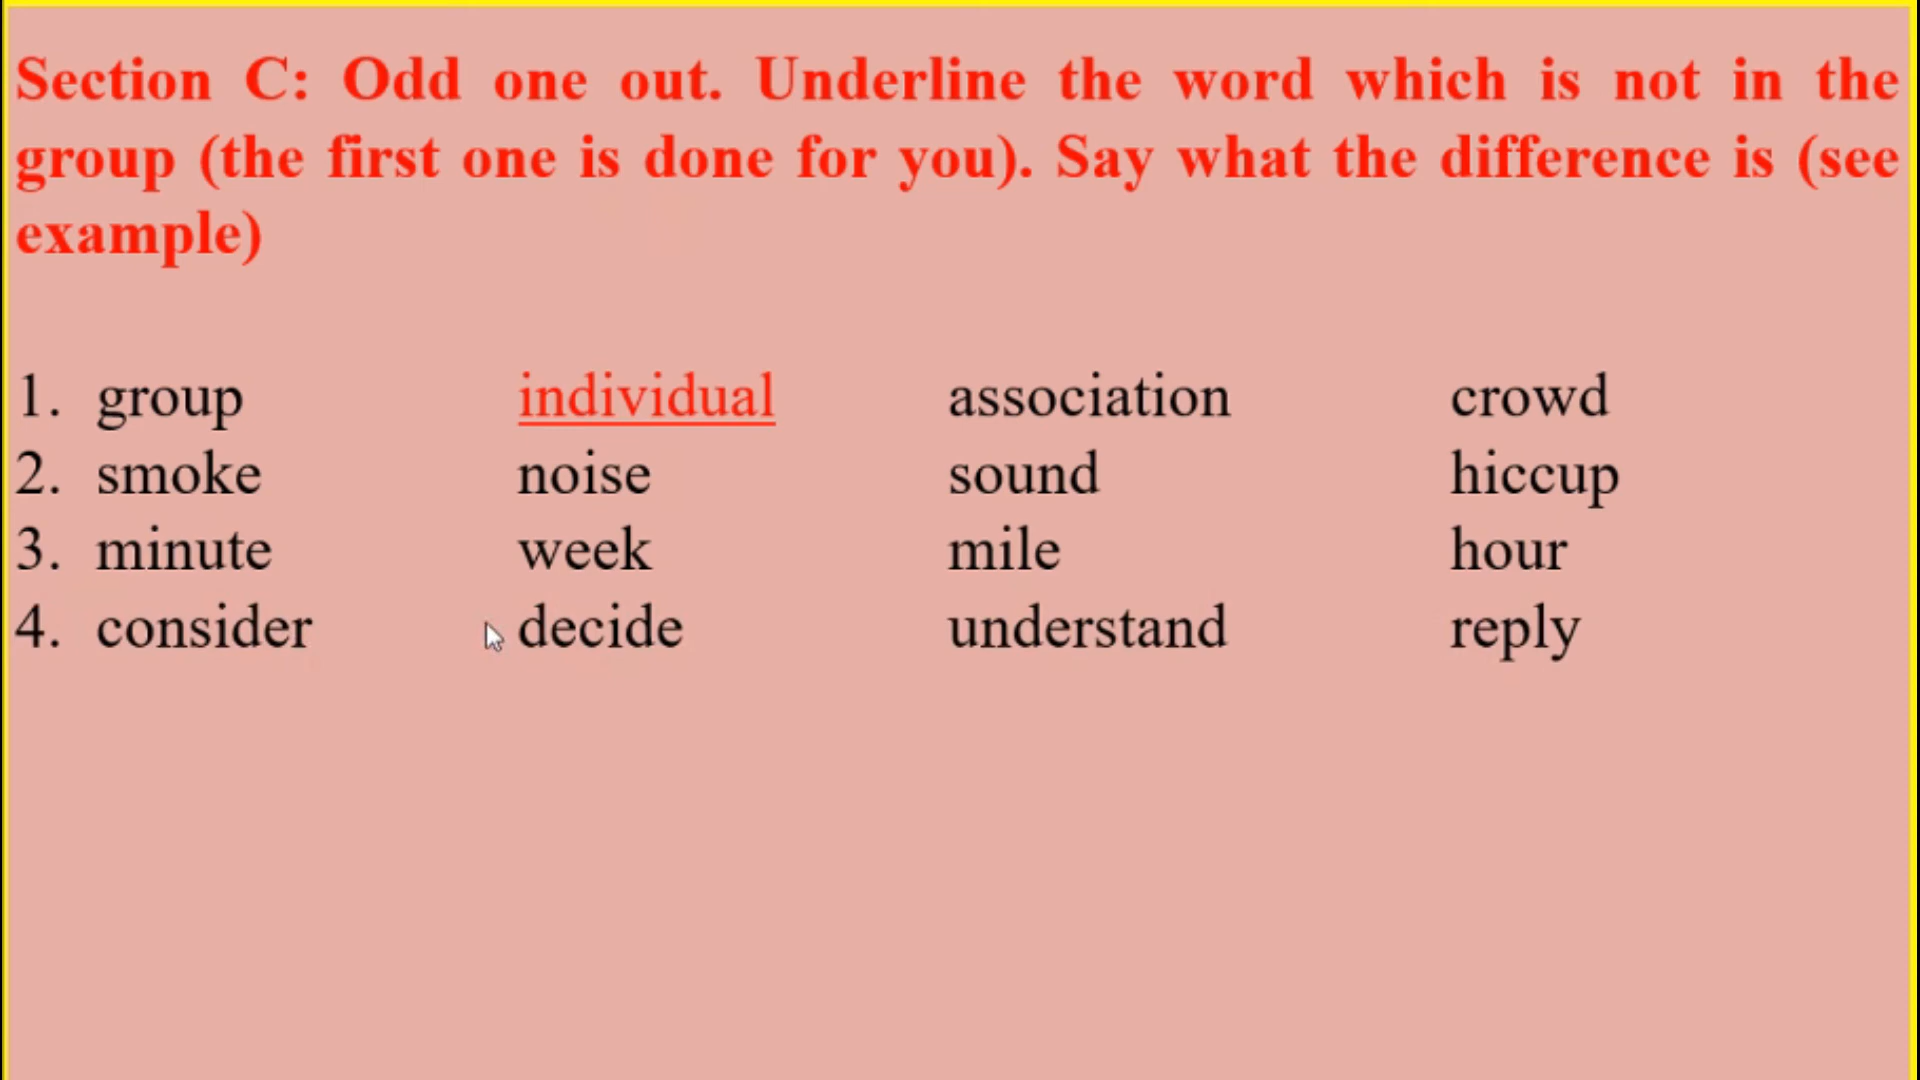 Section C: Odd one out. Underline the word which is not in the
group (the first one is done for you). Say what the difference is (see
example)
1. group individual association crowd
2. smoke noise sound hiccup
3. minute week mile hour
4. consider decide understand reply